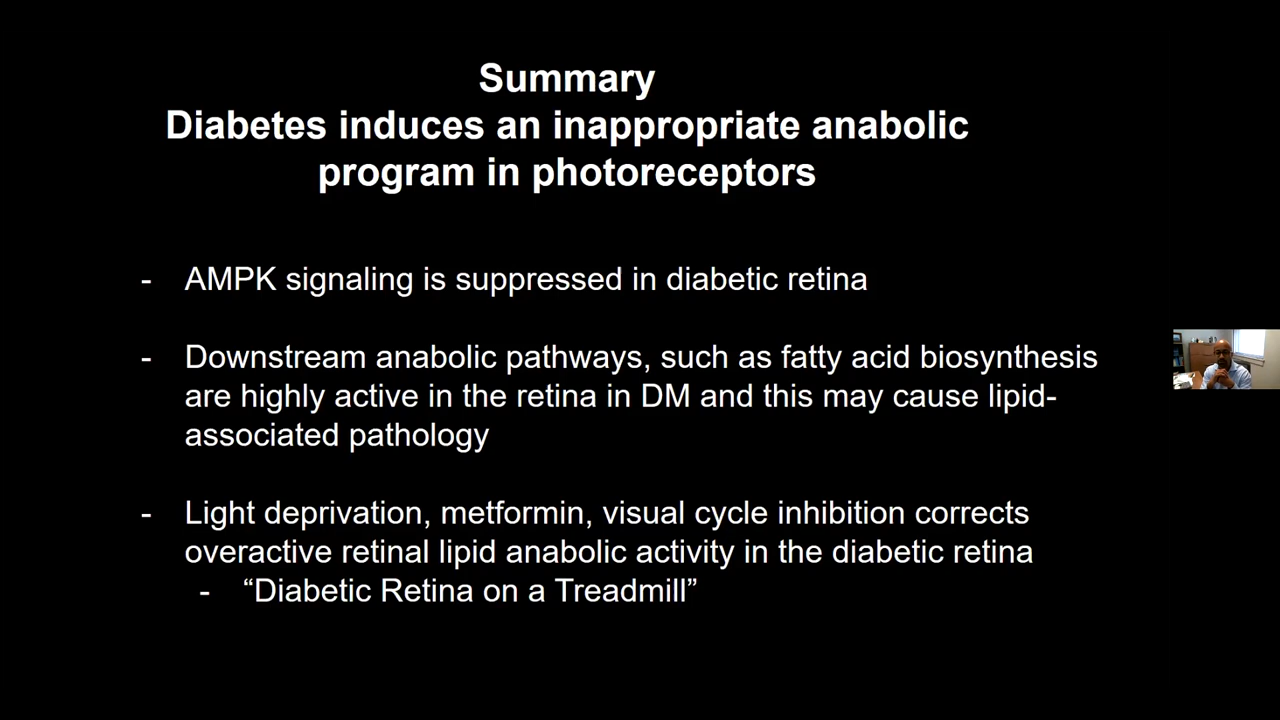 Summary
Diabetes induces an inappropriate anabolic
program in photoreceptors
- AMPK signaling is suppressed in diabetic retina
- Downstream anabolic pathways, such as fatty acid biosynthesis
are highly active in the retina in DM and this may cause lipid-
associated pathology
- Light deprivation, metformin, visual cycle inhibition corrects
overactive retinal lipid anabolic activity in the diabetic retina
- “Diabetic Retina on a Treadmill”